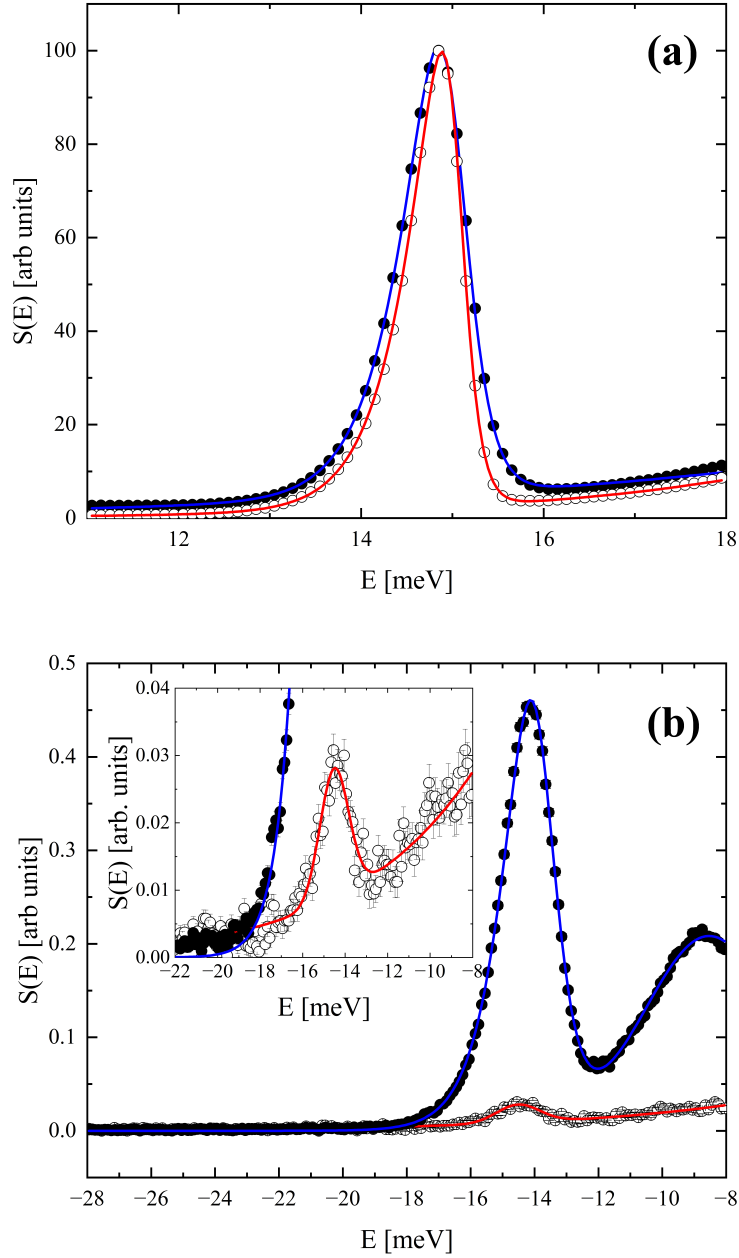 (a)
100
80
60
40
20
0
S(E) [arb units]
12 14 16 18
E [meV]
(b)
0.5
0.4
0.3
0.2
0.1
0.0
S(E) [arb units]
0.04
0.03
0.02
0.01
0.00
S(E) [arb. units]
−22 −20 −18 −16 −14 −12 −10 −8
E [meV]
−28 −26 −24 −22 −20 −18 −16 −14 −12 −10 −8
E [meV]